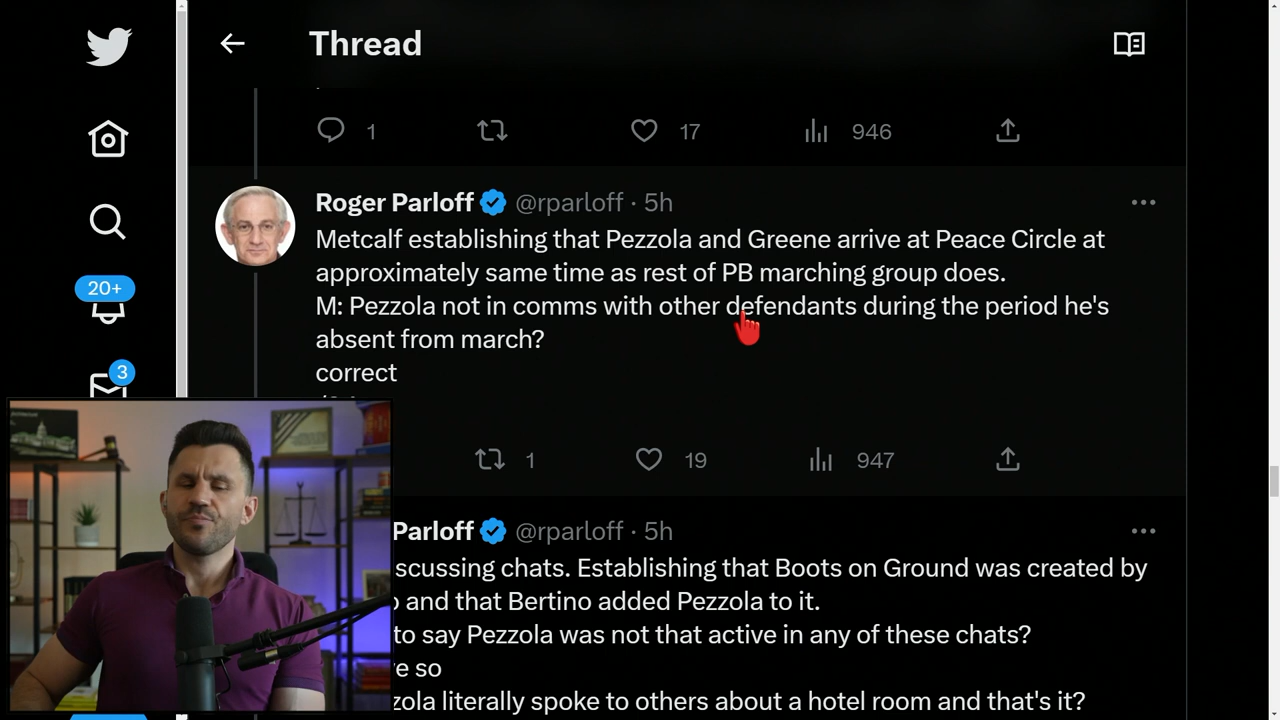 Thread
1
17
946
Roger Parloff @rparloff · 5h
Metcalf establishing that Pezzola and Greene arrive at Peace Circle at
approximately same time as rest of PB marching group does.
M: Pezzola not in comms with other defendants during the period he's
absent from march?
correct
20+
3
1
19
947
Parloff @rparloff · 5h
scussing chats. Establishing that Boots on Ground was created by
and that Bertino added Pezzola to it.
to say Pezzola was not that active in any of these chats?
so
zola literally spoke to others about a hotel room and that's it?